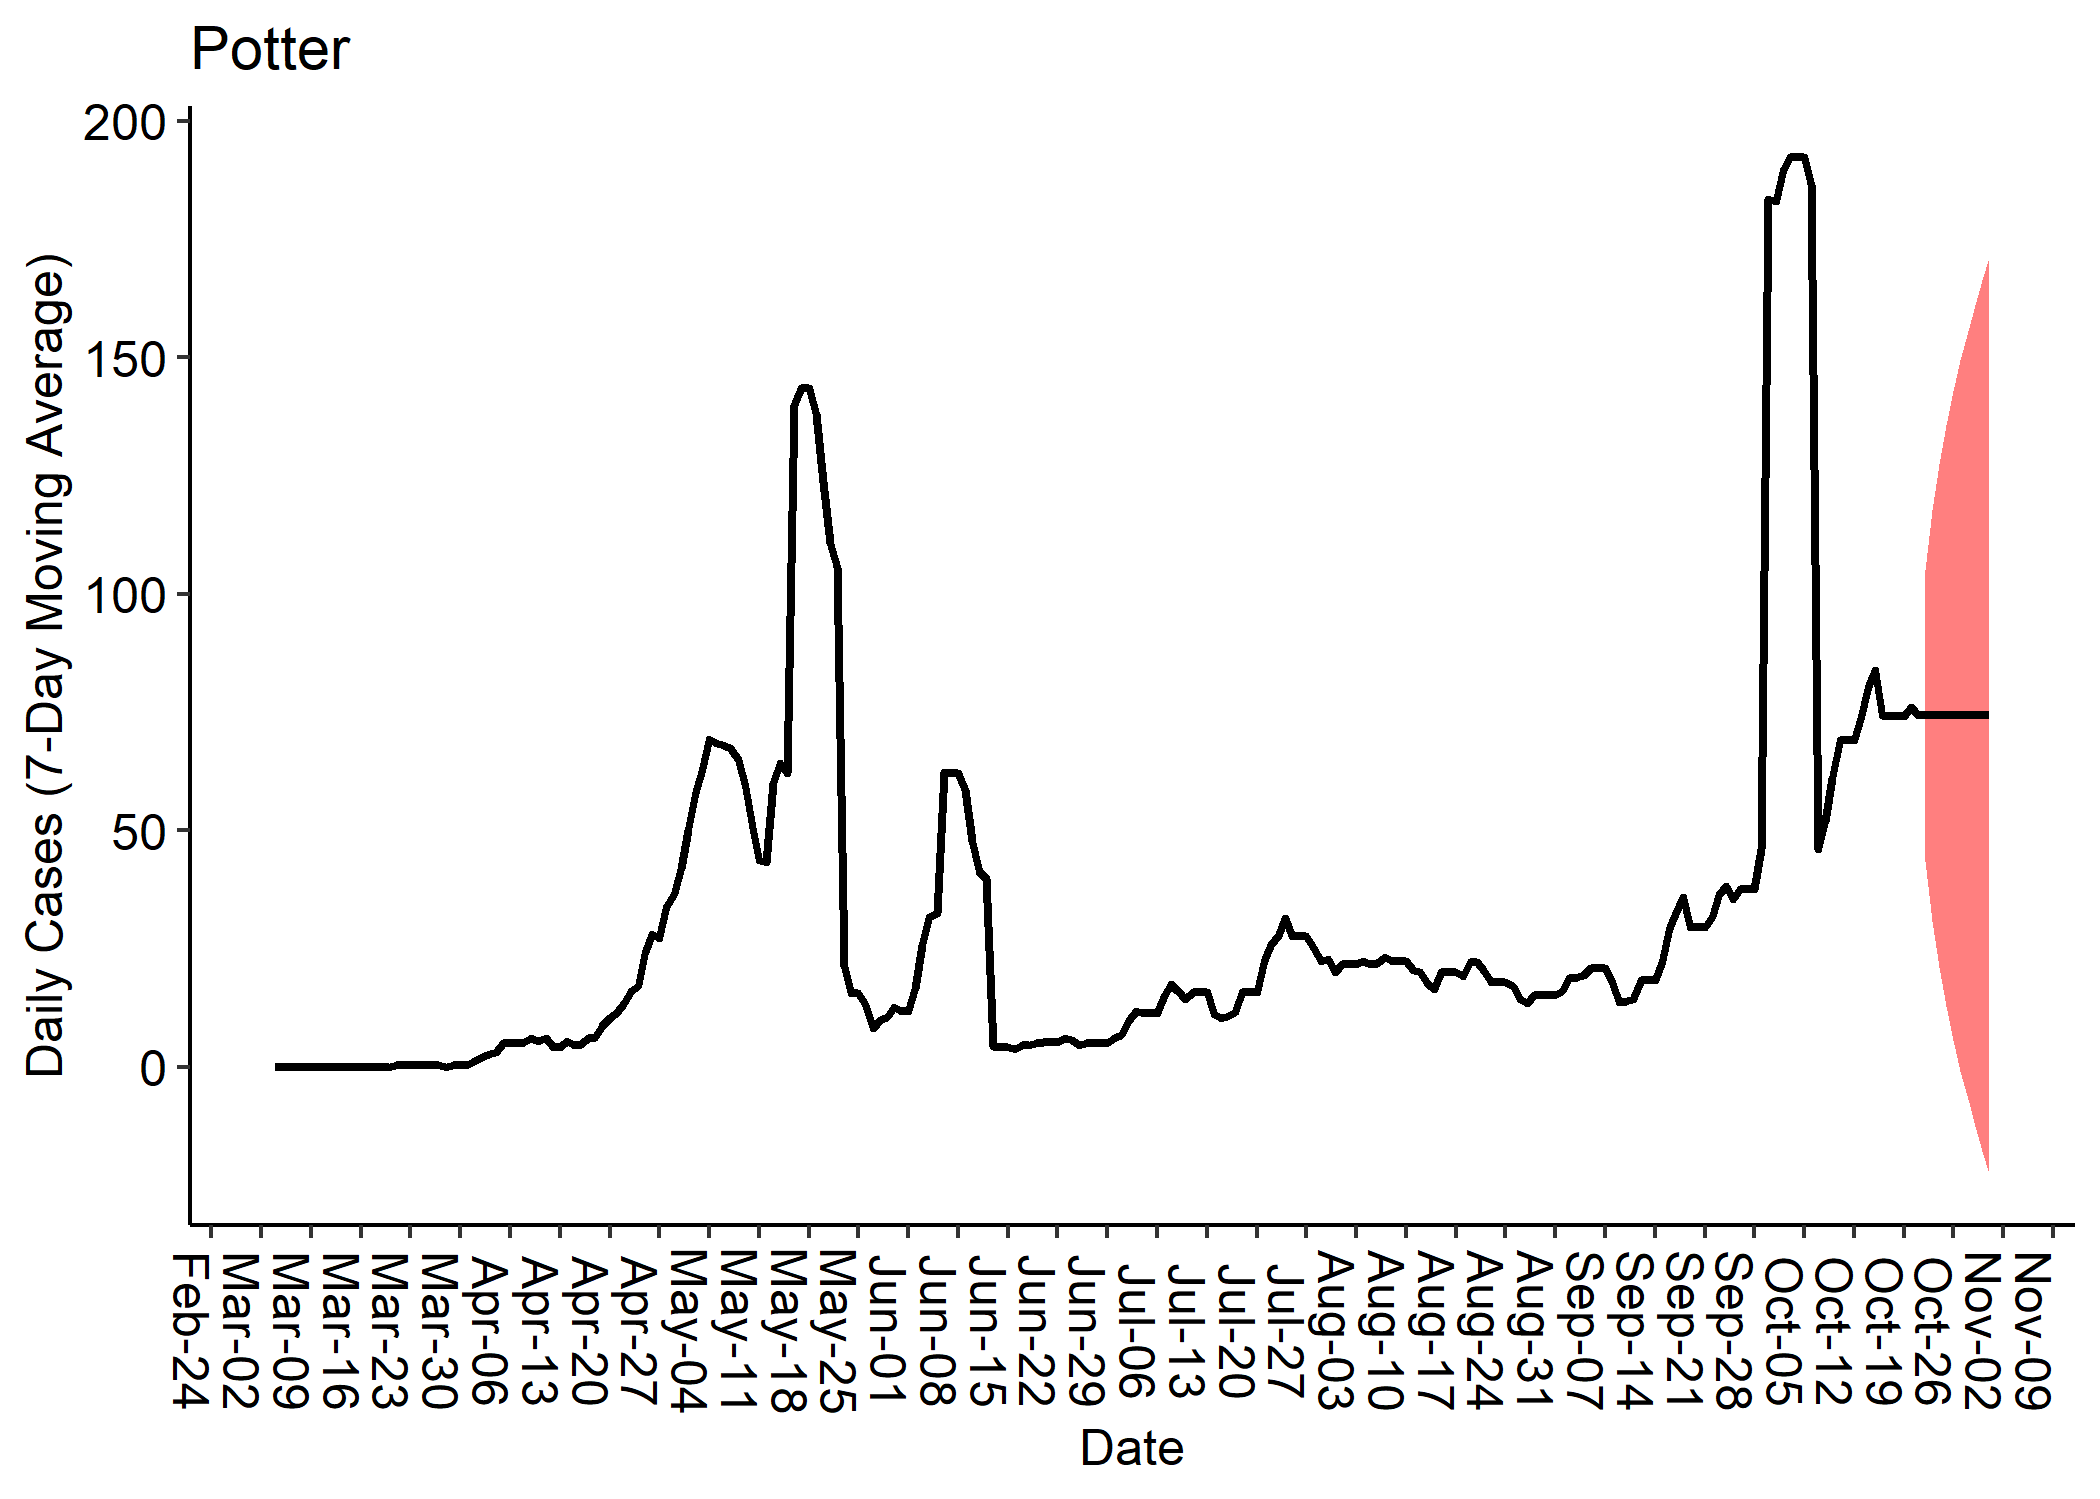 Potter
Daily Cases (7-Day Moving Average)
200
150
100
50
0
Feb-24
Mar-02
Mar-09
Mar-16
Mar-23
Mar-30
Apr-06
Apr-13
Apr-20
Apr-27
May-04
May-11
May-18
May-25
Jun-01
Jun-08
Jun-15
Jun-22
Jun-29
Jul-06
Jul-13
Jul-20
Jul-27
Aug-03
Aug-10
Aug-17
Aug-24
Aug-31
Sep-07
Sep-14
Sep-21
Sep-28
Oct-05
Oct-12
Oct-19
Oct-26
Nov-02
Nov-09
Date